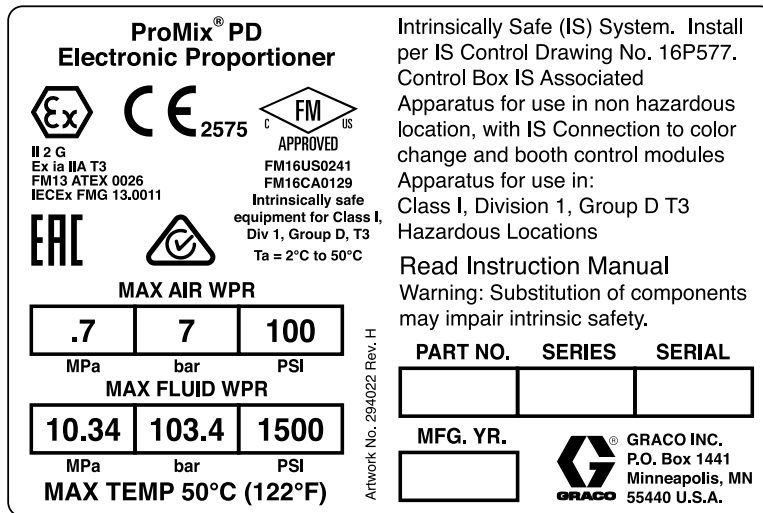 ProMix® PD
Electronic Proportioner
Ex
CE 2575
C FM US
APPROVED
II 2 G
Ex ia IIA T3
FM13 ATEX 0026
IECEx FMG 13.0011
FM16US0241
FM16CA0129
Intrinsically safe
equipment for Class I,
Div 1, Group D, T3
Ta = 2°C to 50°C
EAC
MAX AIR WPR
.7 7 100
MPa bar PSI
MAX FLUID WPR
10.34 103.4 1500
MPa bar PSI
MAX TEMP 50°C (122°F)
Artwork No. 294022 Rev. H
Intrinsically Safe (IS) System. Install
per IS Control Drawing No. 16P577.
Control Box IS Associated
Apparatus for use in non hazardous
location, with IS Connection to color
change and booth control modules
Apparatus for use in:
Class I, Division 1, Group D T3
Hazardous Locations
Read Instruction Manual
Warning: Substitution of components
may impair intrinsic safety.
PART NO. SERIES SERIAL
MFG. YR.
G®
GRACO
GRACO INC.
P.O. Box 1441
Minneapolis, MN
55440 U.S.A.